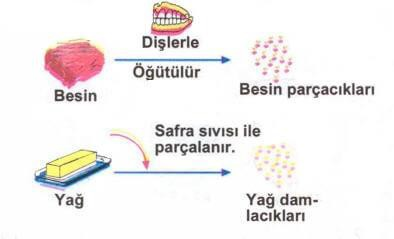 Dişlerle
Öğütülür
Besin
Besin parçacıkları
Safra sıvısı ile
parçalanır.
Yağ
Yağ dam-
lacıkları